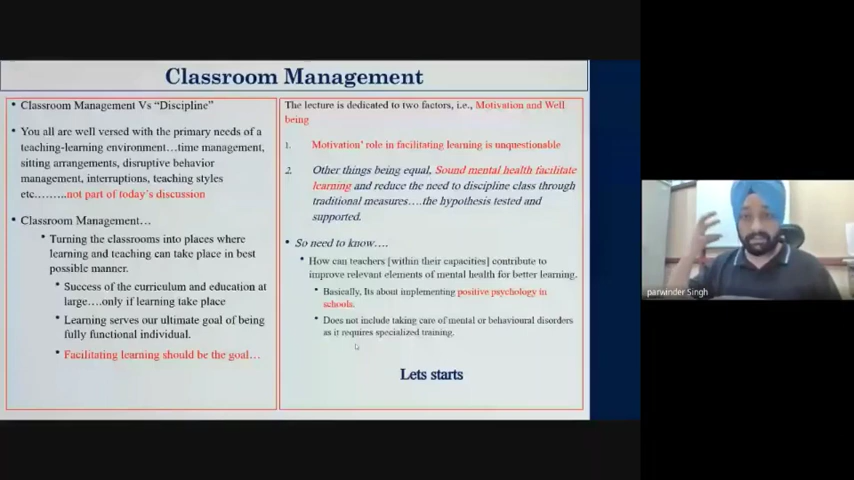 Classroom Management
• Classroom Management Vs “Discipline”
• You all are well versed with the primary needs of a
teaching-learning environment…time management,
sitting arrangements, disruptive behavior
management, interruptions, teaching styles
etc………not part of today’s discussion
• Classroom Management…
• Turning the classrooms into places where
learning and teaching can take place in best
possible manner.
• Success of the curriculum and education at
large….only if learning take place
• Learning serves our ultimate goal of being
fully functional individual.
• Facilitating learning should be the goal…
The lecture is dedicated to two factors, i.e., Motivation and Well
being
1. Motivation’ role in facilitating learning is unquestionable
2. Other things being equal, Sound mental health facilitate
learning and reduce the need to discipline class through
traditional measures….the hypothesis tested and
supported.
• So need to know….
• How can teachers [within their capacities] contribute to
improve relevant elements of mental health for better learning.
• Basically, Its about implementing positive psychology in
schools.
• Does not include taking care of mental or behavioural disorders
as it requires specialized training.
Lets starts
parwinder Singh